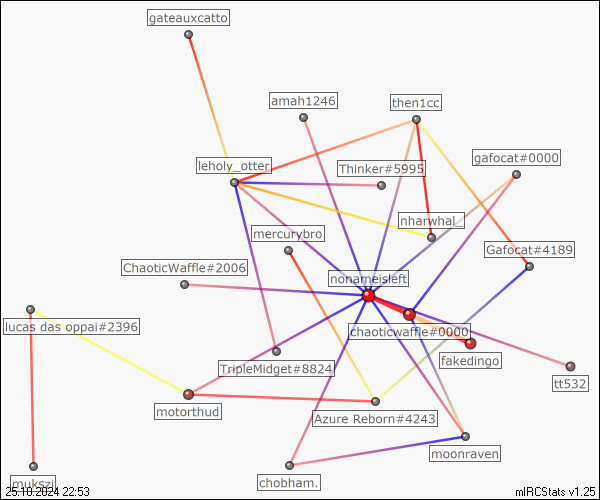 gateauxcatto
amah1246
then1cc
gafocat#0000
leholy_otter
Thinker#5995
nharwhal_
mercurybro
Gafocat#4189
ChaoticWaffle#2006
nonameisleft
lucas das oppai#2396
chaoticwaffle#0000
fakedingo
TripleMidget#8824
tt532
motorthud
Azure Reborn#4243
moonraven
mukszi
chobham.
25.10.2024 22:53
mIRCStats v1.25